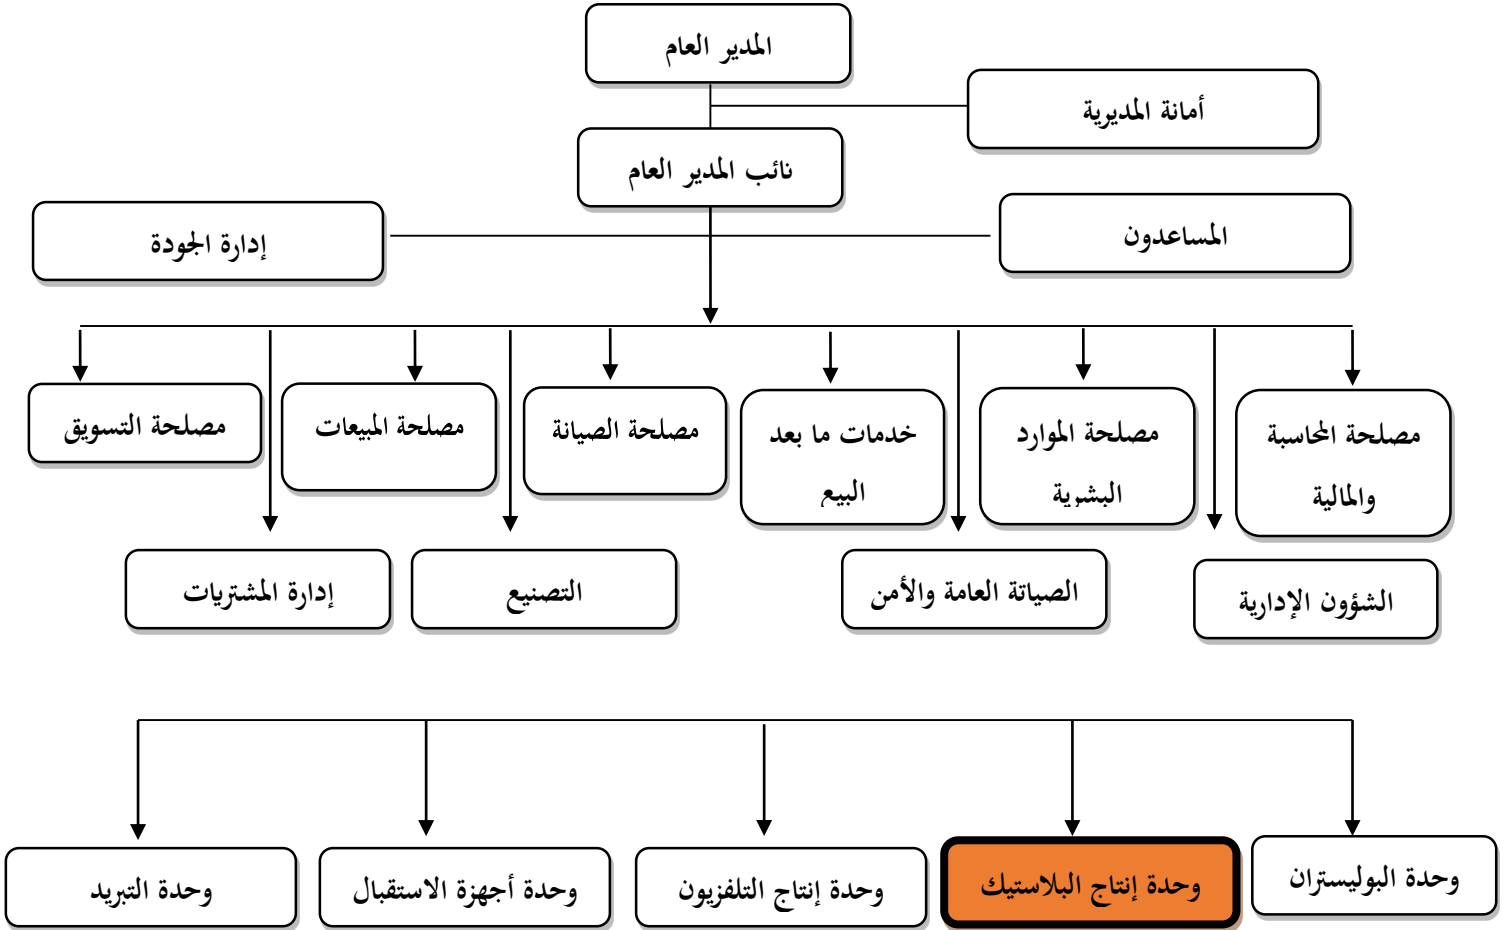 المدير العام
أمانة المديرية
نائب المدير العام
المساعدون
إدارة الجودة
مصلحة المحاسبة
والمالية
مصلحة الموارد
البشرية
خدمات ما بعد
البيع
مصلحة الصيانة
مصلحة المبيعات
مصلحة التسويق
الشؤون الإدارية
الصياتة العامة والأمن
التصنيع
إدارة المشتريات
وحدة البوليستران
وحدة إنتاج البلاستيك
وحدة إنتاج التلفزيون
وحدة أجهزة الاستقبال
وحدة التبريد